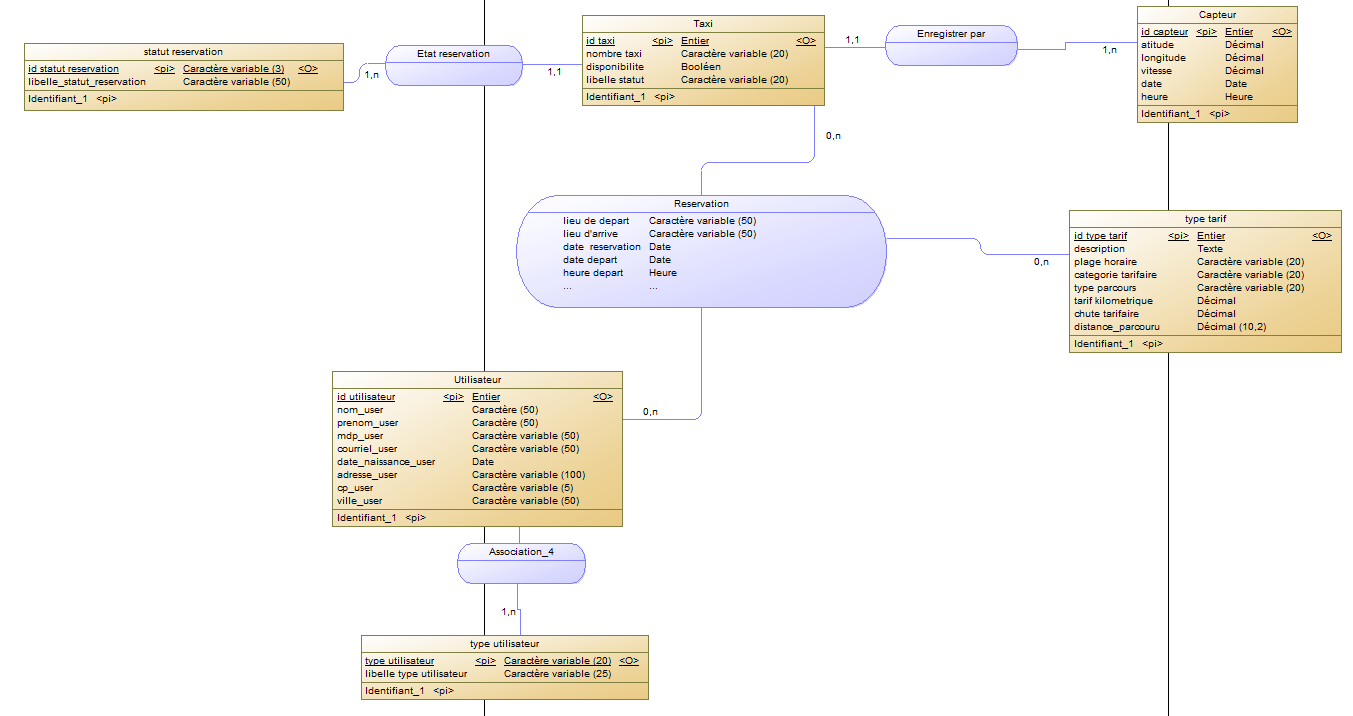 statut reservation
id statut reservation <pi> Caractère variable (3) <O>
libelle_statut_reservation Caractère variable (50)
Identifiant_1 <pi>
1,n
Etat reservation
1,1
Taxi
id taxi <pi> Entier <O>
nombre taxi Caractère variable (20)
disponibilite Booléen
libelle statut Caractère variable (20)
Identifiant_1 <pi>
1,1
Enregistrer par
1,n
Capteur
id capteur <pi> Entier <O>
atitude Décimal
longitude Décimal
vitesse Décimal
date Date
heure Heure
Identifiant_1 <pi>
0,n
Reservation
lieu de depart Caractère variable (50)
lieu d'arrive Caractère variable (50)
date reservation Date
date depart Date
heure depart Heure
... ...
0,n
type tarif
id type tarif <pi> Entier <O>
description Texte
plage horaire Caractère variable (20)
categorie tarifaire Caractère variable (20)
type parcours Caractère variable (20)
tarif kilometrique Décimal
chute tarifaire Décimal
distance_parcouru Décimal (10,2)
Identifiant_1 <pi>
0,n
Utilisateur
id utilisateur <pi> Entier <O>
nom_user Caractère (50)
prenom_user Caractère (50)
mdp_user Caractère variable (50)
courriel_user Caractère variable (50)
date_naissance_user Date
adresse_user Caractère variable (100)
cp_user Caractère variable (5)
ville_user Caractère variable (50)
Identifiant_1 <pi>
Association_4
1,n
type utilisateur
type utilisateur <pi> Caractère variable (20) <O>
libelle type utilisateur Caractère variable (25)
Identifiant_1 <pi>